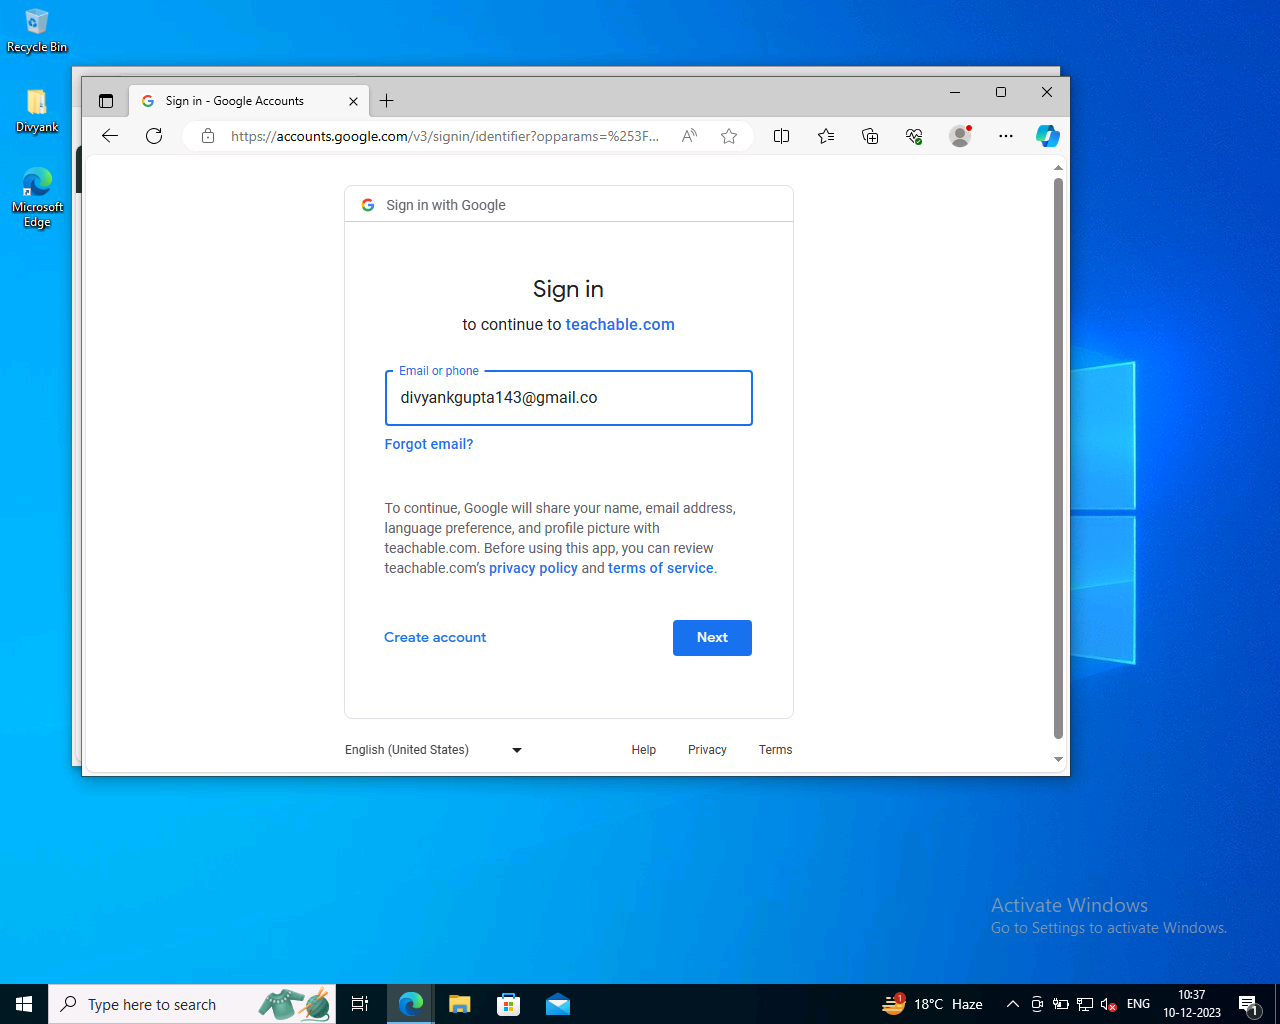 Recycle Bin
Divyank
Microsoft
Edge
Sign in - Google Accounts
https://accounts.google.com/v3/signin/identifier?opparams=%253F...
Sign in with Google
Sign in
to continue to teachable.com
Email or phone
divyankgupta143@gmail.co
Forgot email?
To continue, Google will share your name, email address,
language preference, and profile picture with
teachable.com. Before using this app, you can review
teachable.com's privacy policy and terms of service.
Create account
Next
English (United States)
Help
Privacy
Terms
Activate Windows
Go to Settings to activate Windows.
Type here to search
1
18°C Haze
ENG
10:37
10-12-2023
1